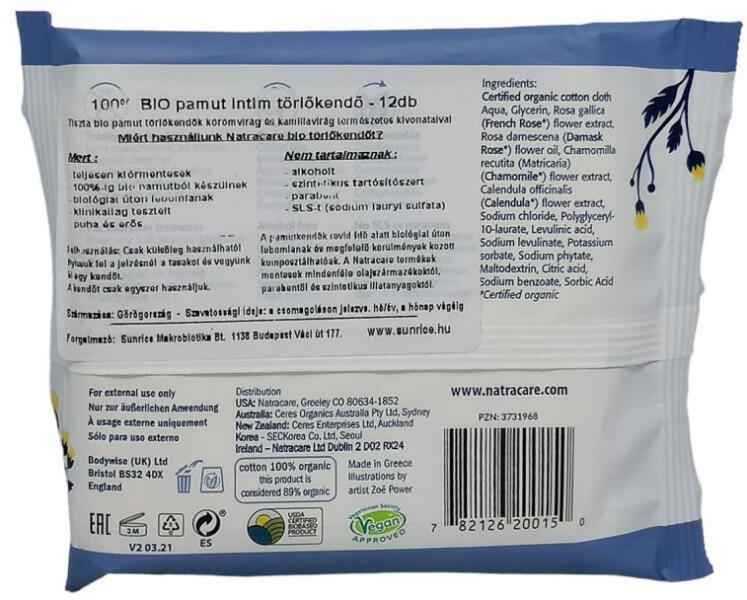 100% BIO pamut intim törlőkendő - 12db
Tiszta bio pamut törlőkendők körömvirág és kamillavirág természetes kivonataival
Miért használjunk Natracare bio törlőkendőt?
Mert :
-teljesen klórmentesek
-100%-ig bio pamutból készülnek
-biológiai úton lebomlanak
-klinikailag tesztelt
puha és erős
Nem tartalmaznak :
- alkoholt
- szintetikus tartósítószert
- parabent
- SLS-t (sodium lauryl sulfata)
Felhasználás: Csak külsőleg használható!
Nyissuk fel a jelzésnél a tasakot és vegyünk
ki egy kendőt.
A kendőt csak egyszer használjuk.
A pamutkendők rövid idő alatt biológiai úton
lebomlanak és megfelelő körülmények között
komposztálhatóak. A Natracare termékek
mentesek mindenféle olajszármazékoktól,
parabentől és szintetikus illatanyagoktól.
Származás: Görögország - Szavatossági ideje: a csomagoláson jelezve. hó/év, a hónap végéig
Forgalmazó: Sunrice Makrobiotika Bt. 1138 Budapest Váci út 177. www.sunrice.hu
Ingredients:
Certified organic cotton cloth
Aqua, Glycerin, Rosa gallica
(French Rose*) flower extract,
Rosa damescena (Damask
Rose*) flower oil, Chamomilla
recutita (Matricaria)
(Chamomile*) flower extract,
Calendula officinalis
(Calendula*) flower extract,
Sodium chloride, Polyglyceryl-
10-laurate, Levulinic acid,
Sodium levulinate, Potassium
sorbate, Sodium phytate,
Maltodextrin, Citric acid,
Sodium benzoate, Sorbic Acid
*Certified organic
For external use only
Nur zur äußerlichen Anwendung
À usage externe uniquement
Sólo para uso externo
Bodywise (UK) Ltd
Bristol BS32 4DX
England
Distribution
USA: Natracare, Greeley CO 80634-1852
Australia: Ceres Organics Australia Pty Ltd, Sydney
New Zealand: Ceres Enterprises Ltd, Auckland
Korea - SECKorea Co. Ltd, Seoul
Ireland – Natracare Ltd Dublin 2 D02 RX24
cotton 100% organic
this product is
considered 89% organic
Made in Greece
Illustrations by
artist Zoë Power
www.natracare.com
PZN: 3731968
7 82126 20015 0
EAC
3 M
ES
V2 03.21
USDA
CERTIFIED
BIOBASED
PRODUCT
Vegetarian Society
Vegan
APPROVED